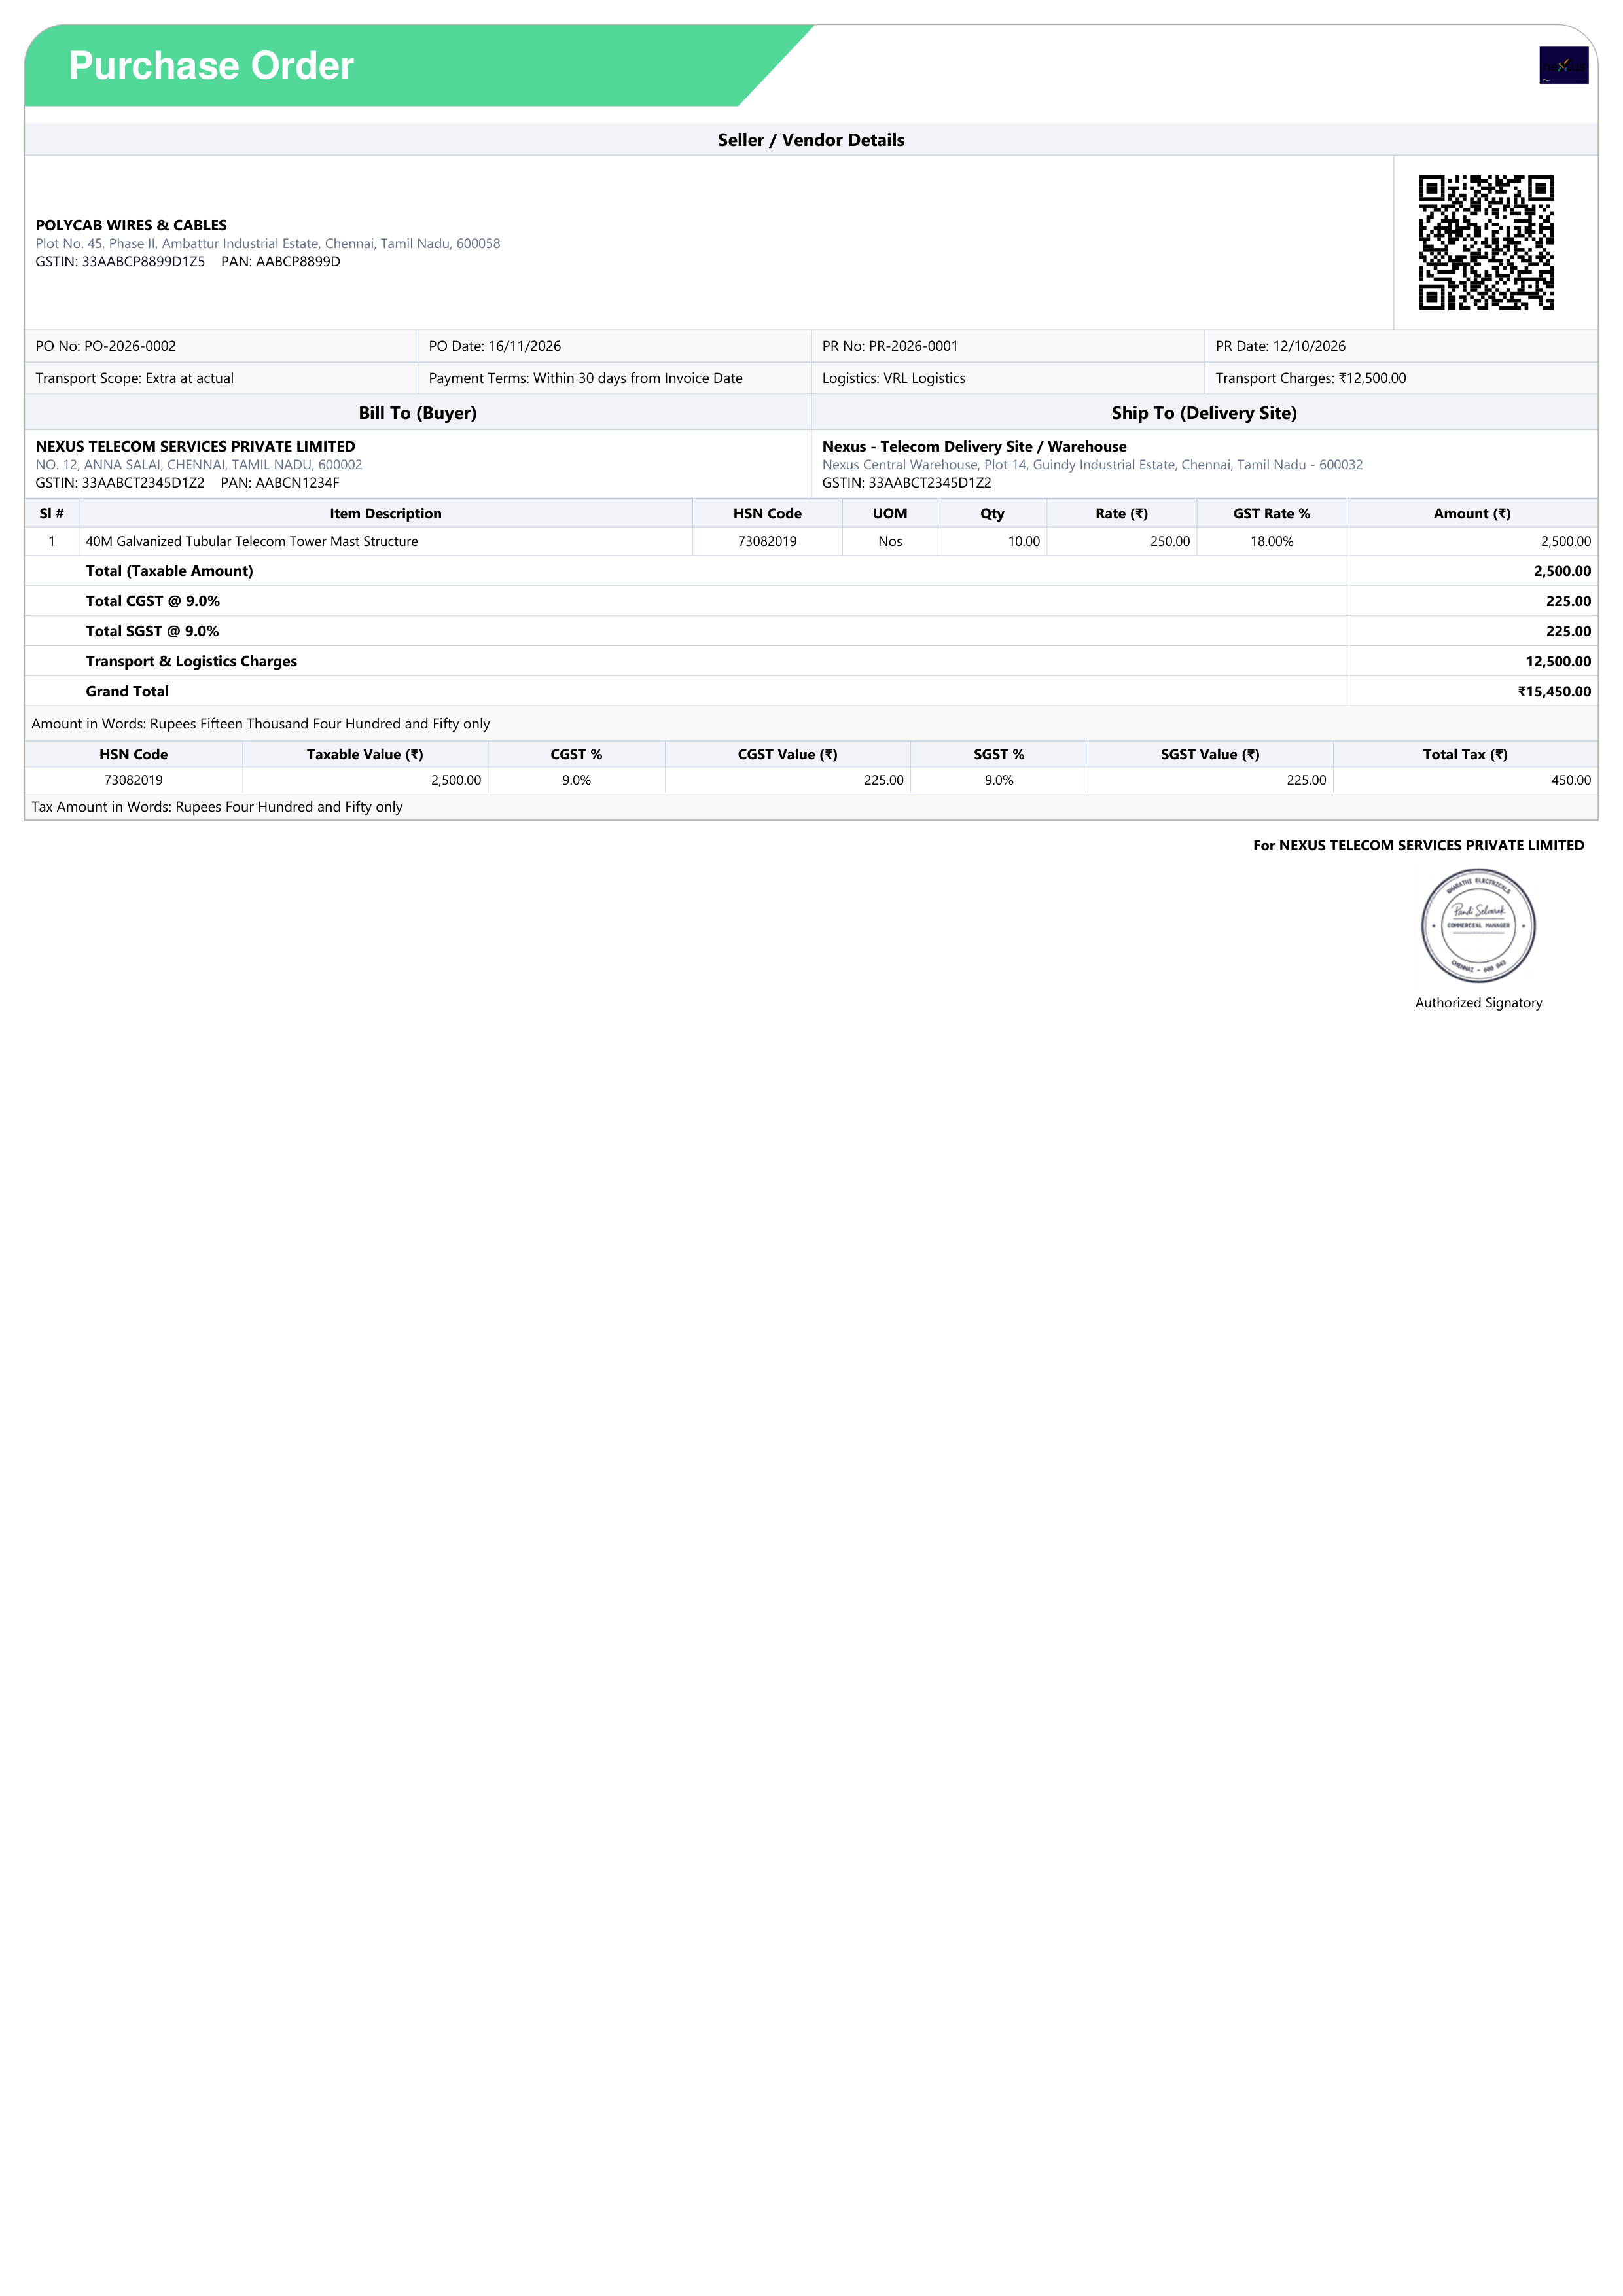 Purchase Order
Seller / Vendor Details
POLYCAB WIRES & CABLES
Plot No. 45, Phase II, Ambattur Industrial Estate, Chennai, Tamil Nadu, 600058
GSTIN: 33AABCP8899D1Z5 PAN: AABCP8899D
PO No: PO-2026-0002 PO Date: 16/11/2026 PR No: PR-2026-0001 PR Date: 12/10/2026
Transport Scope: Extra at actual Payment Terms: Within 30 days from Invoice Date Logistics: VRL Logistics Transport Charges: ₹12,500.00
Bill To (Buyer) Ship To (Delivery Site)
NEXUS TELECOM SERVICES PRIVATE LIMITED
NO. 12, ANNA SALAI, CHENNAI, TAMIL NADU, 600002
GSTIN: 33AABCT2345D1Z2 PAN: AABCN1234F
Nexus - Telecom Delivery Site / Warehouse
Nexus Central Warehouse, Plot 14, Guindy Industrial Estate, Chennai, Tamil Nadu - 600032
GSTIN: 33AABCT2345D1Z2
Sl # Item Description HSN Code UOM Qty Rate (₹) GST Rate % Amount (₹)
1 40M Galvanized Tubular Telecom Tower Mast Structure 73082019 Nos 10.00 250.00 18.00% 2,500.00
Total (Taxable Amount) 2,500.00
Total CGST @ 9.0% 225.00
Total SGST @ 9.0% 225.00
Transport & Logistics Charges 12,500.00
Grand Total ₹15,450.00
Amount in Words: Rupees Fifteen Thousand Four Hundred and Fifty only
HSN Code Taxable Value (₹) CGST % CGST Value (₹) SGST % SGST Value (₹) Total Tax (₹)
73082019 2,500.00 9.0% 225.00 9.0% 225.00 450.00
Tax Amount in Words: Rupees Four Hundred and Fifty only
For NEXUS TELECOM SERVICES PRIVATE LIMITED
BHARATHI ELECTRICALS
COMMERCIAL MANAGER
CHENNAI - 600 043
Authorized Signatory